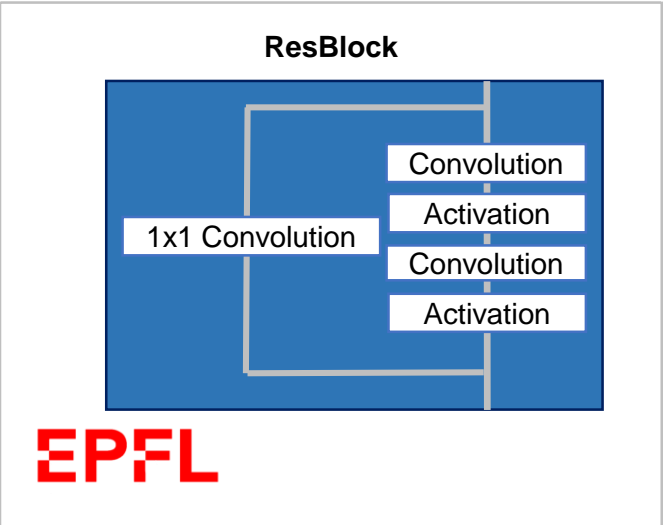 ResBlock
Convolution
Activation
1x1 Convolution
Convolution
Activation
EPFL